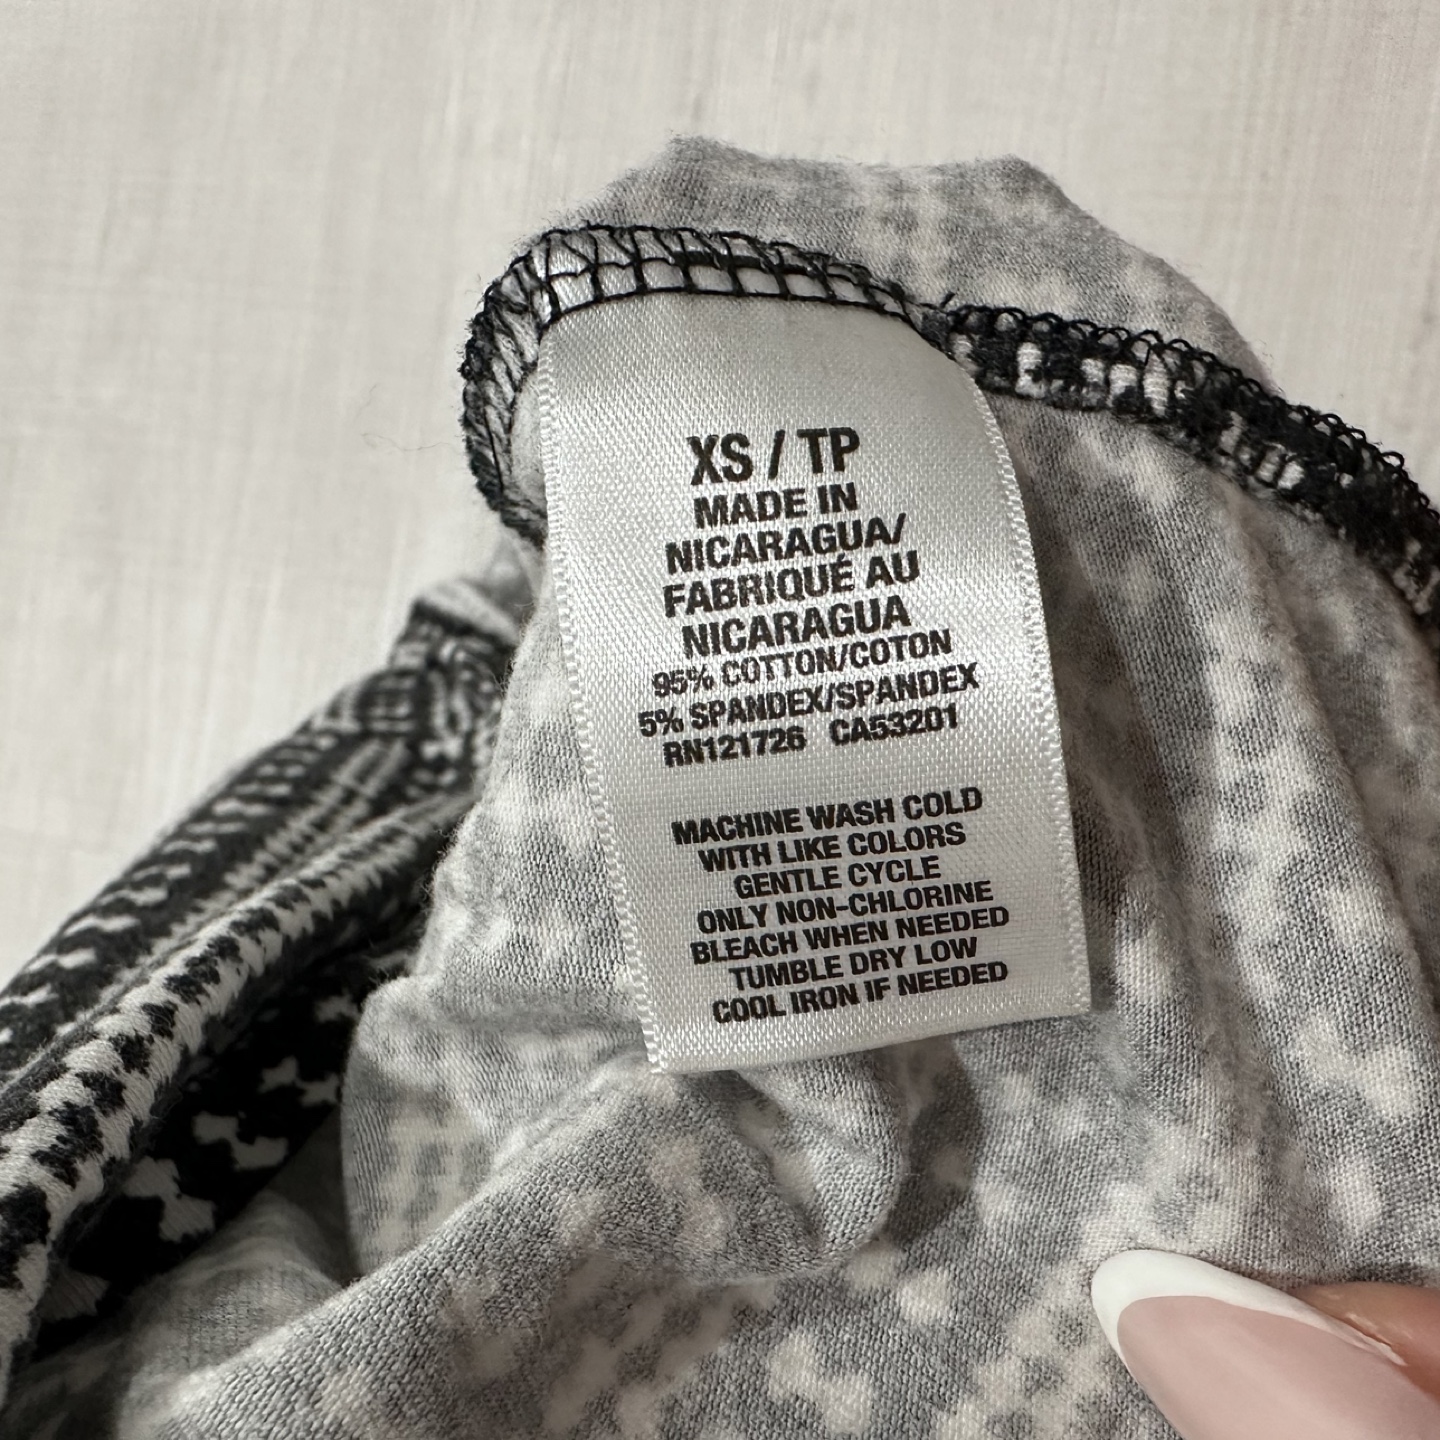 XS / TP
MADE IN
NICARAGUA/
FABRIQUÉ AU
NICARAGUA
95% COTTON/COTON
5% SPANDEX/SPANDEX
RN121726 CA53201
MACHINE WASH COLD
WITH LIKE COLORS
GENTLE CYCLE
ONLY NON-CHLORINE
BLEACH WHEN NEEDED
TUMBLE DRY LOW
COOL IRON IF NEEDED